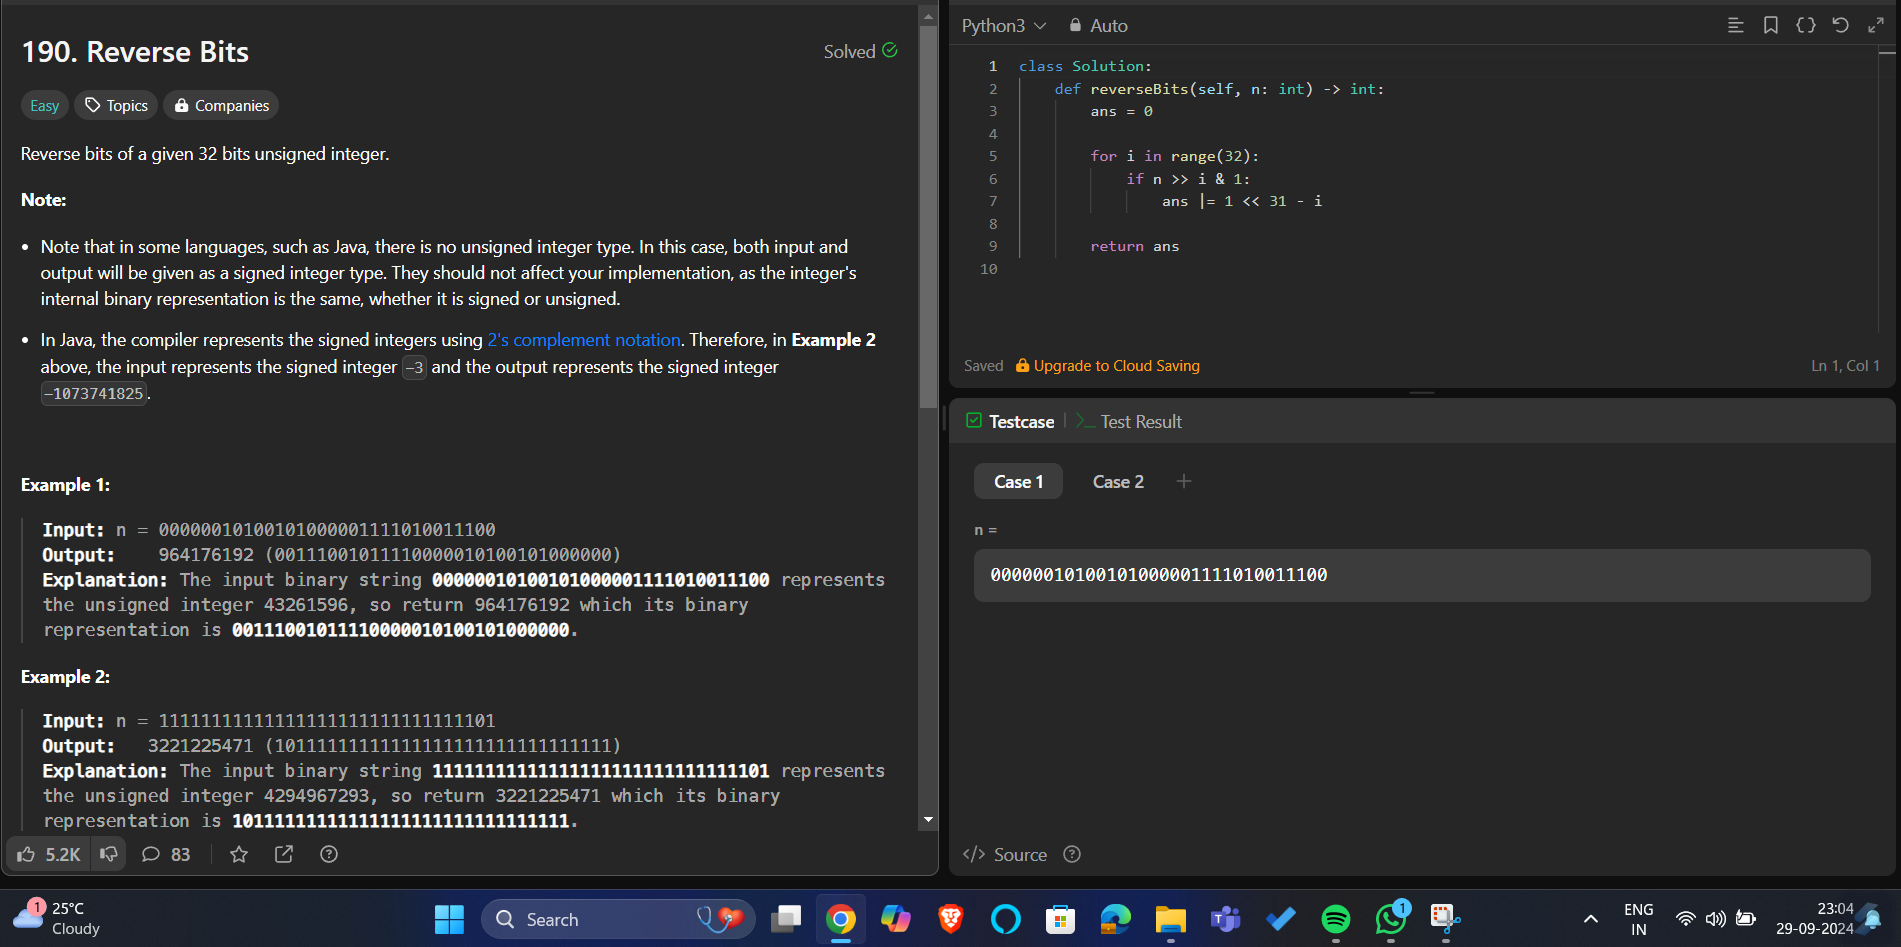 190. Reverse Bits
Solved
Easy
Topics
Companies
Reverse bits of a given 32 bits unsigned integer.
Note:
• Note that in some languages, such as Java, there is no unsigned integer type. In this case, both input and
output will be given as a signed integer type. They should not affect your implementation, as the integer's
internal binary representation is the same, whether it is signed or unsigned.
• In Java, the compiler represents the signed integers using 2's complement notation. Therefore, in Example 2
above, the input represents the signed integer -3 and the output represents the signed integer
-1073741825.
Example 1:
Input: n = 00000010100101000001111010011100
Output:    964176192 (00111001011110000010100101000000)
Explanation: The input binary string 00000010100101000001111010011100 represents
the unsigned integer 43261596, so return 964176192 which its binary
representation is 00111001011110000010100101000000.
Example 2:
Input: n = 11111111111111111111111111111101
Output:   3221225471 (10111111111111111111111111111111)
Explanation: The input binary string 11111111111111111111111111111101 represents
the unsigned integer 4294967293, so return 3221225471 which its binary
representation is 10111111111111111111111111111111.
5.2K
83
Python3
Auto
1 class Solution:
2     def reverseBits(self, n: int) -> int:
3         ans = 0
4
5         for i in range(32):
6             if n >> i & 1:
7                 ans |= 1 << 31 - i
8
9         return ans
10
Saved
Upgrade to Cloud Saving
Ln 1, Col 1
Testcase
>_ Test Result
Case 1
Case 2
+
n =
00000010100101000001111010011100
</> Source
1
25°C
Cloudy
Search
1
ENG
IN
23:04
29-09-2024